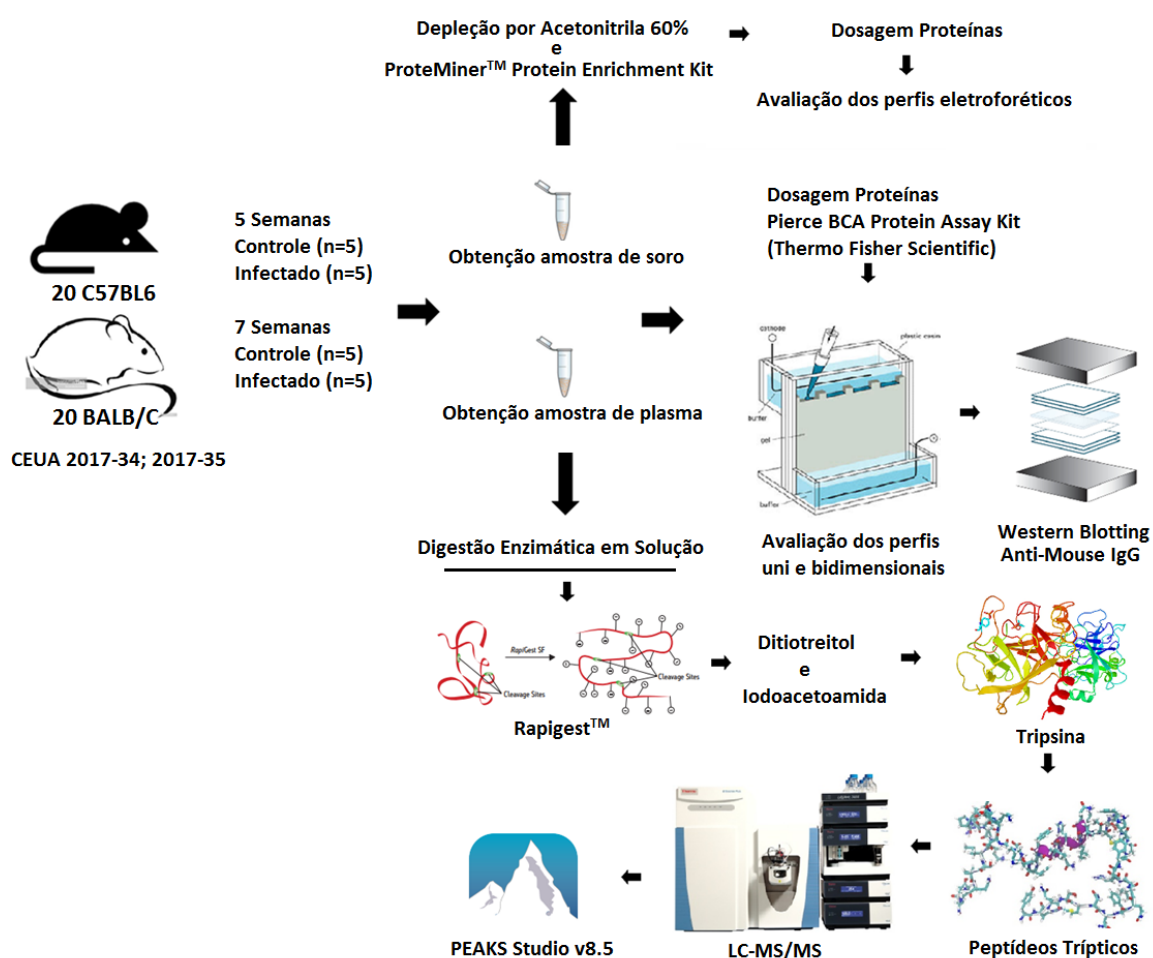 Depleção por Acetonitrila 60%
e
ProteMiner™ Protein Enrichment Kit
Dosagem Proteínas
Avaliação dos perfis eletroforéticos
20 C57BL6
20 BALB/C
CEUA 2017-34; 2017-35
5 Semanas
Controle (n=5)
Infectado (n=5)
7 Semanas
Controle (n=5)
Infectado (n=5)
Obtenção amostra de soro
Obtenção amostra de plasma
Dosagem Proteínas
Pierce BCA Protein Assay Kit
(Thermo Fisher Scientific)
cathode
buffer
gel
buffer
Avaliação dos perfis
uni e bidimensionais
Western Blotting
Anti-Mouse IgG
Digestão Enzimática em Solução
RapiGest SF
Cleavage Sites
Cleavage Sites
Rapigest™
Ditiotreitol
e
Iodoacetoamida
Tripsina
Peptídeos Trípticos
LC-MS/MS
PEAKS Studio v8.5